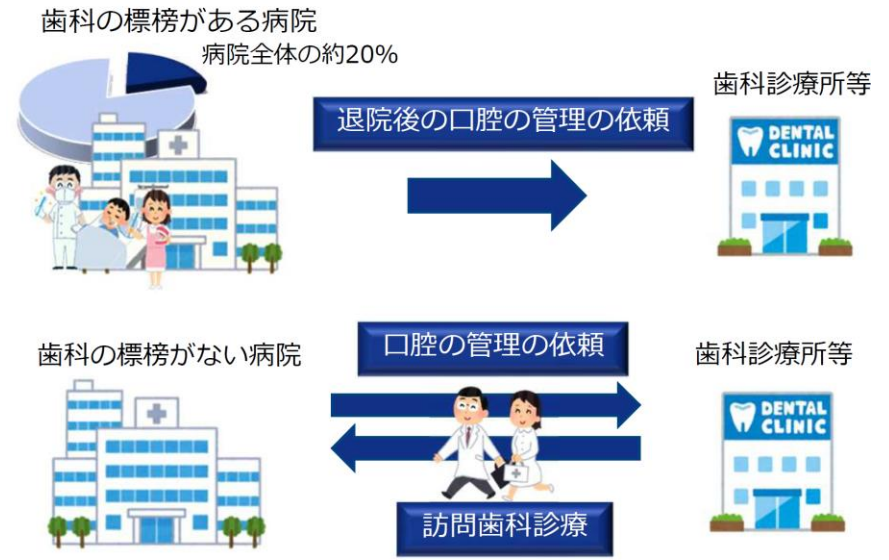 歯科の標榜がある病院
病院全体の約20%
退院後の口腔の管理の依頼
歯科診療所等
DENTAL
CLINIC
歯科の標榜がない病院
口腔の管理の依頼
歯科診療所等
DENTAL
CLINIC
訪問歯科診療